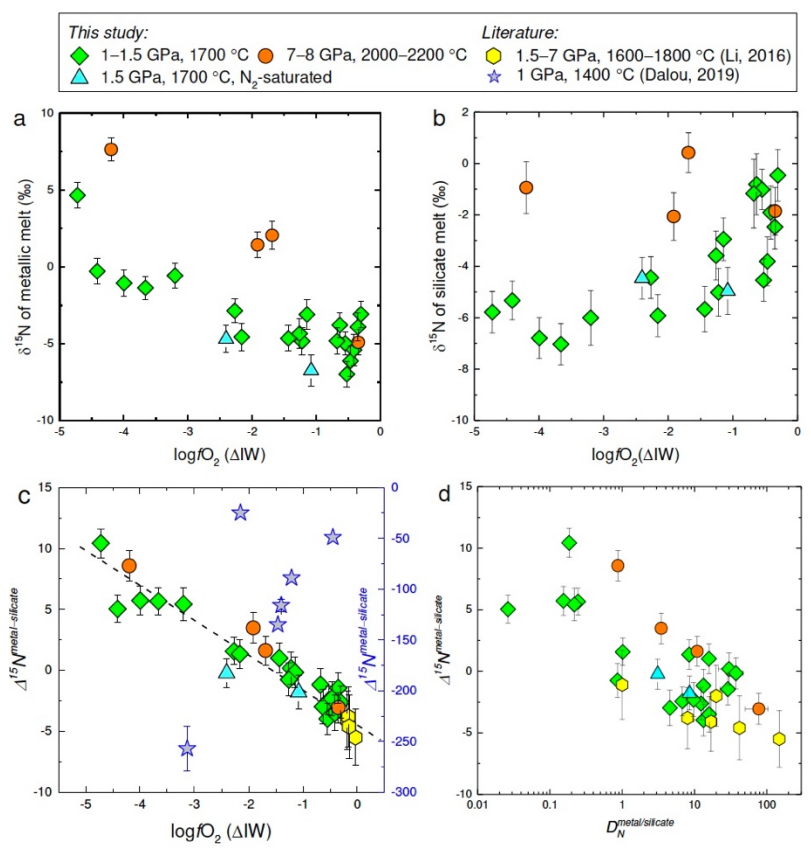 This study: Literature:
1–1.5 GPa, 1700 °C 7–8 GPa, 2000–2200 °C 1.5–7 GPa, 1600–1800 °C (Li, 2016)
1.5 GPa, 1700 °C, N₂-saturated 1 GPa, 1400 °C (Dalou, 2019)
a
δ¹⁵N of metallic melt (‰)
10
5
0
-5
-10
-5 -4 -3 -2 -1 0
logfO₂ (ΔIW)
b
δ¹⁵N of silicate melt (‰)
2
0
-2
-4
-6
-8
-10
-5 -4 -3 -2 -1 0
logfO₂(ΔIW)
c
Δ¹⁵Nᵐᵉᵗᵃˡ⁻ˢⁱˡⁱᶜᵃᵗᵉ
15
10
5
0
-5
-10
-5 -4 -3 -2 -1 0
logfO₂ (ΔIW)
0
-50
-100
-150
-200
-250
-300
Δ¹⁵Nᵐᵉᵗᵃˡ⁻ˢⁱˡⁱᶜᵃᵗᵉ
d
Δ¹⁵Nᵐᵉᵗᵃˡ⁻ˢⁱˡⁱᶜᵃᵗᵉ
15
10
5
0
-5
-10
0.01 0.1 1 10 100
D_N^metal/silicate